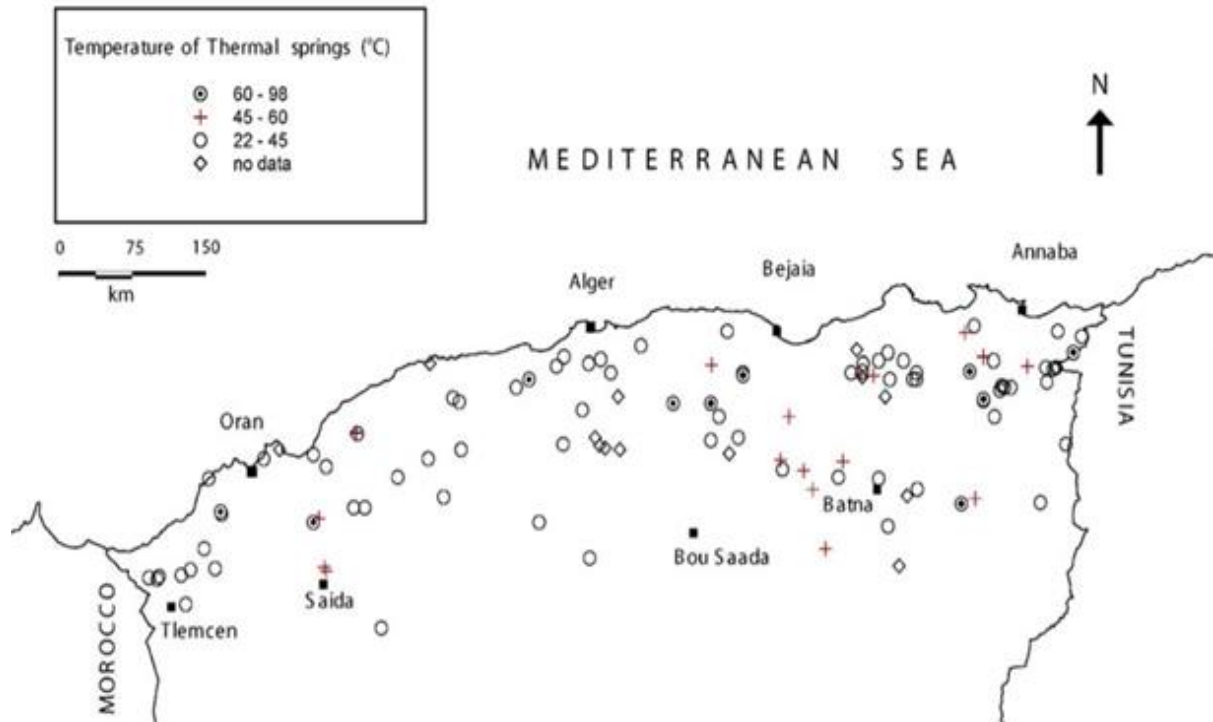 Temperature of Thermal springs (°C)
60 - 98
45 - 60
22 - 45
no data
0 75 150
km
N
MEDITERRANEAN SEA
Annaba
Bejaia
Alger
TUNISIA
Oran
Batna
Bou Saada
Saida
Tlemcen
MOROCCO